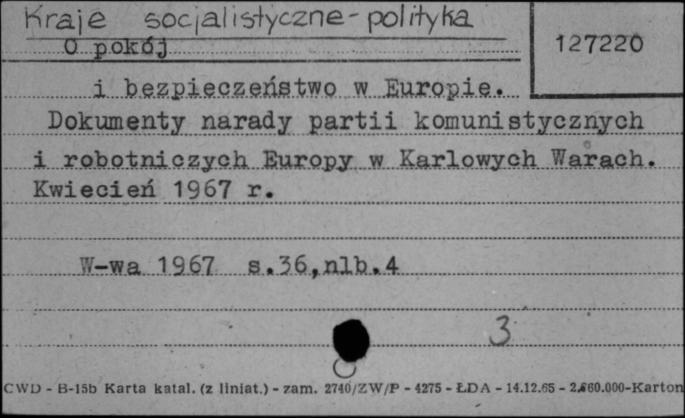 Kraje socjalistyczne - polityka
O pokój
127220
i bezpieczeństwo w Europie.
Dokumenty narady partii komunistycznych
i robotniczych Europy w Karlowych Warach.
Kwiecień 1967 r.
W-wa 1967 s.36,nlb.4
3
CWD - B-15b Karta katal. (z liniat.) - zam. 2740/ZW/P - 4275 - ŁDA - 14.12.65 - 2.660.000-Karton